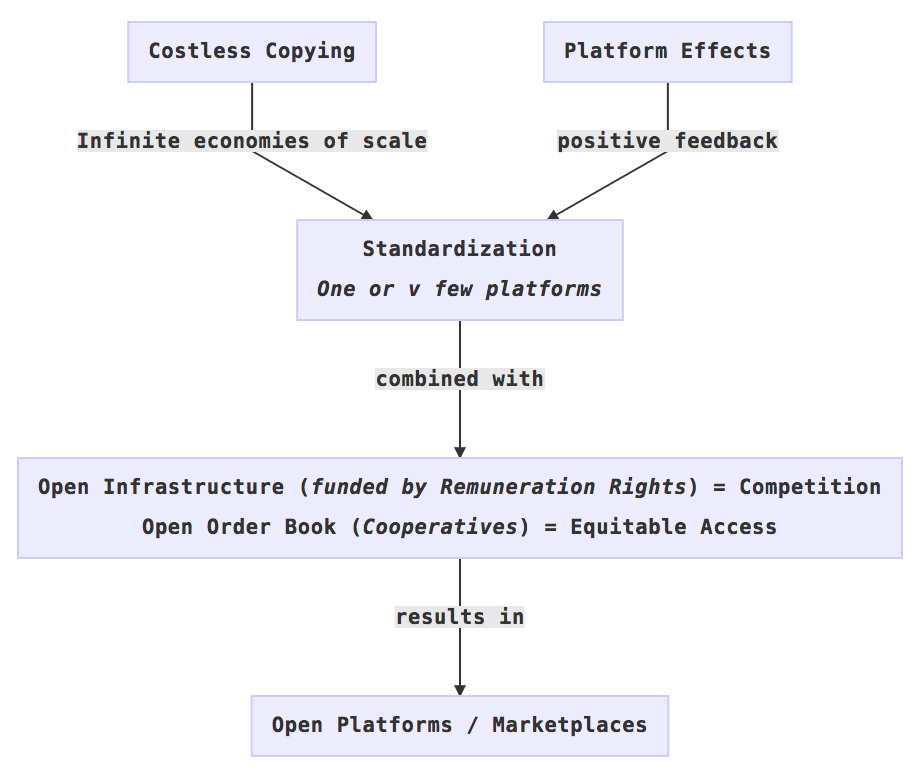 Costless Copying
Platform Effects
Infinite economies of scale
positive feedback
Standardization
One or v few platforms
combined with
Open Infrastructure (funded by Remuneration Rights) = Competition
Open Order Book (Cooperatives) = Equitable Access
results in
Open Platforms / Marketplaces